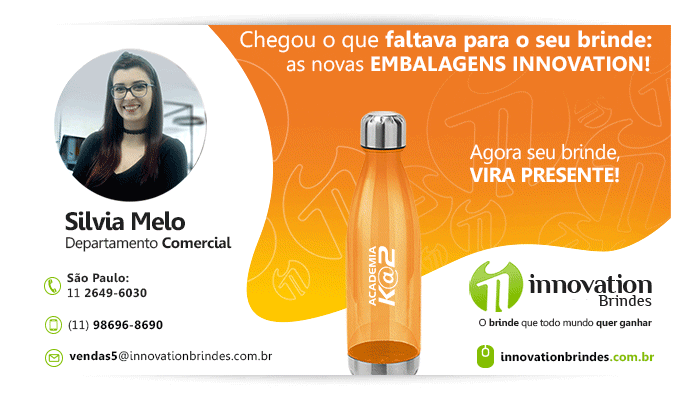 Chegou o que faltava para o seu brinde:
as novas EMBALAGENS INNOVATION!
Agora seu brinde,
VIRA PRESENTE!
Silvia Melo
Departamento Comercial
São Paulo:
11 2649-6030
(11) 98696-8690
vendas5@innovationbrindes.com.br
ACADEMIA
K@2
innovation
Brindes
O brinde que todo mundo quer ganhar
innovationbrindes.com.br